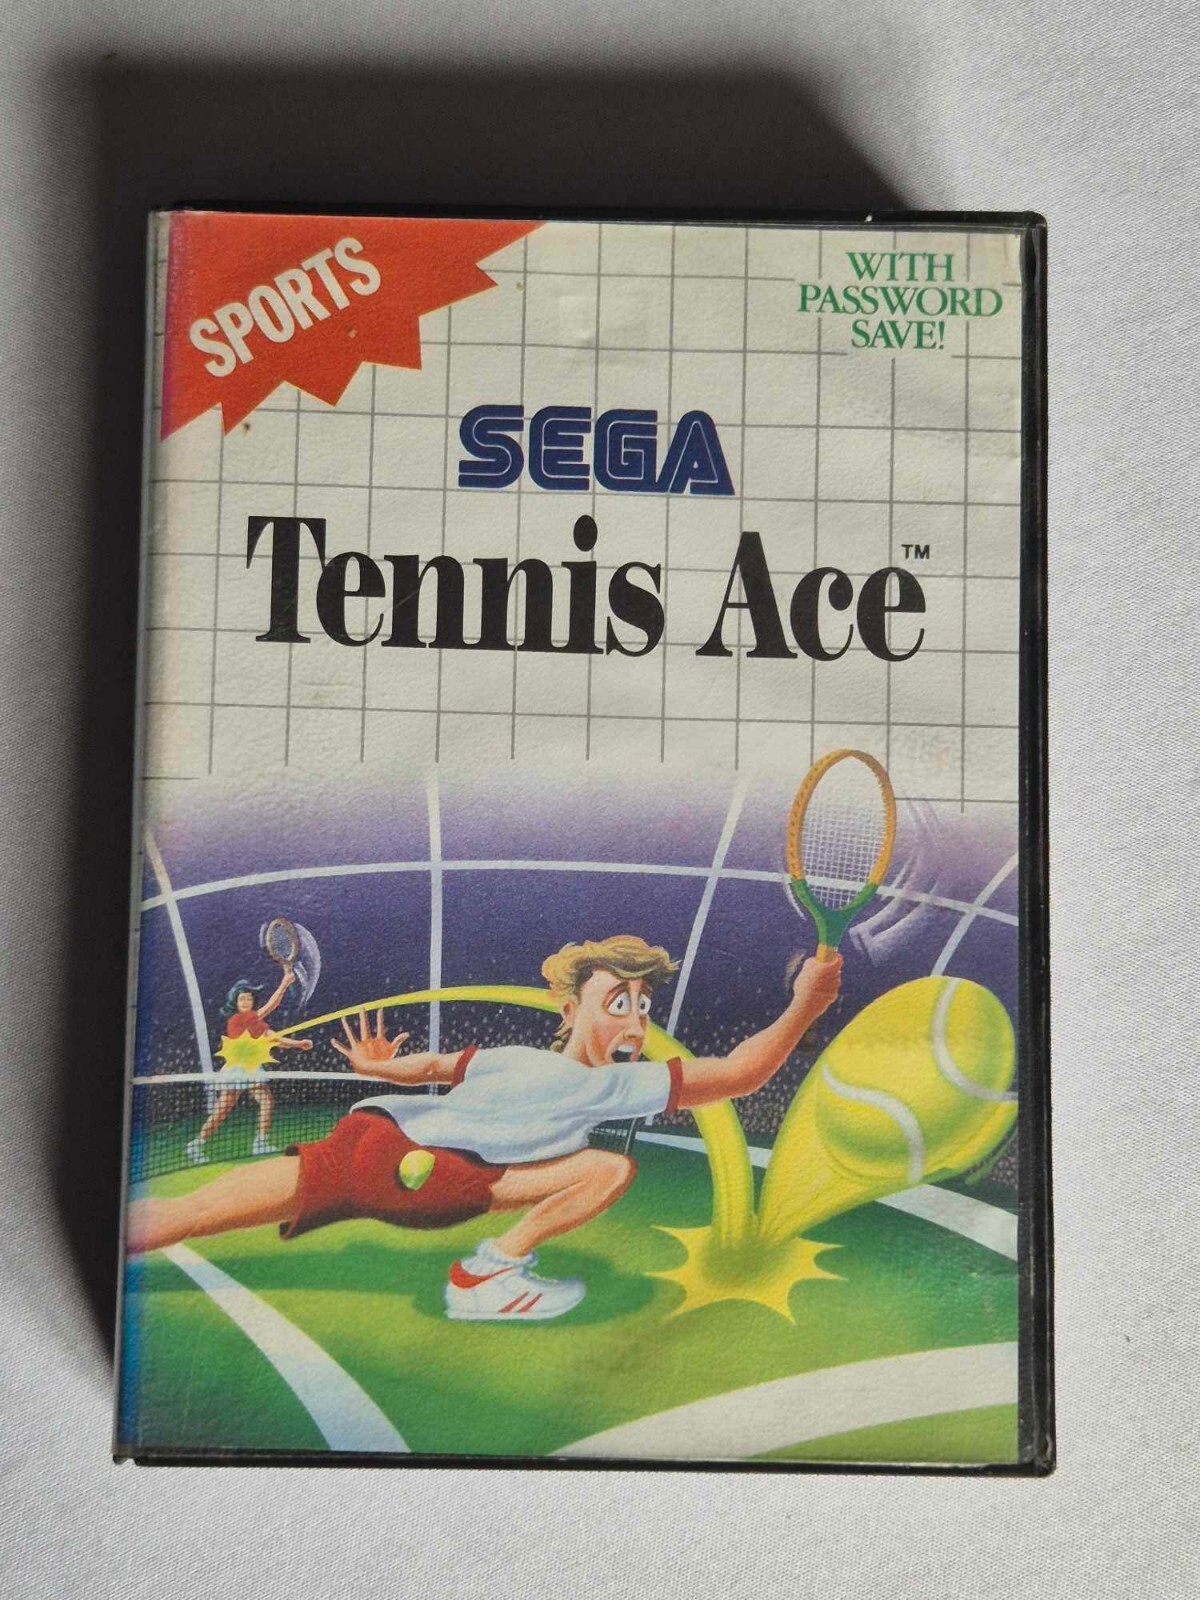 SPORTS
WITH
PASSWORD
SAVE!
SEGA
Tennis Ace™